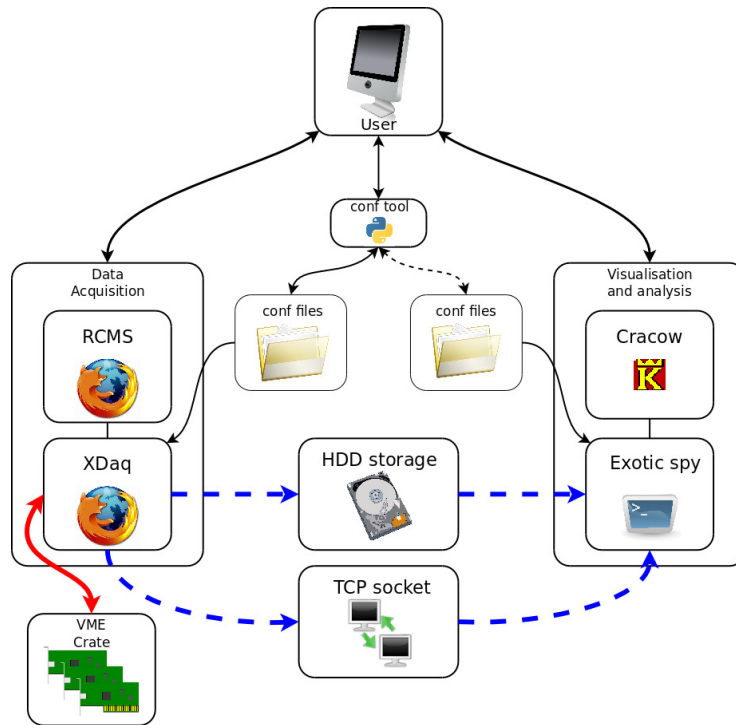 User
conf tool
Data
Acquisition
Visualisation
and analysis
conf files
conf files
RCMS
Cracow
K
XDaq
HDD storage
Exotic spy
>_
TCP socket
VME
Crate